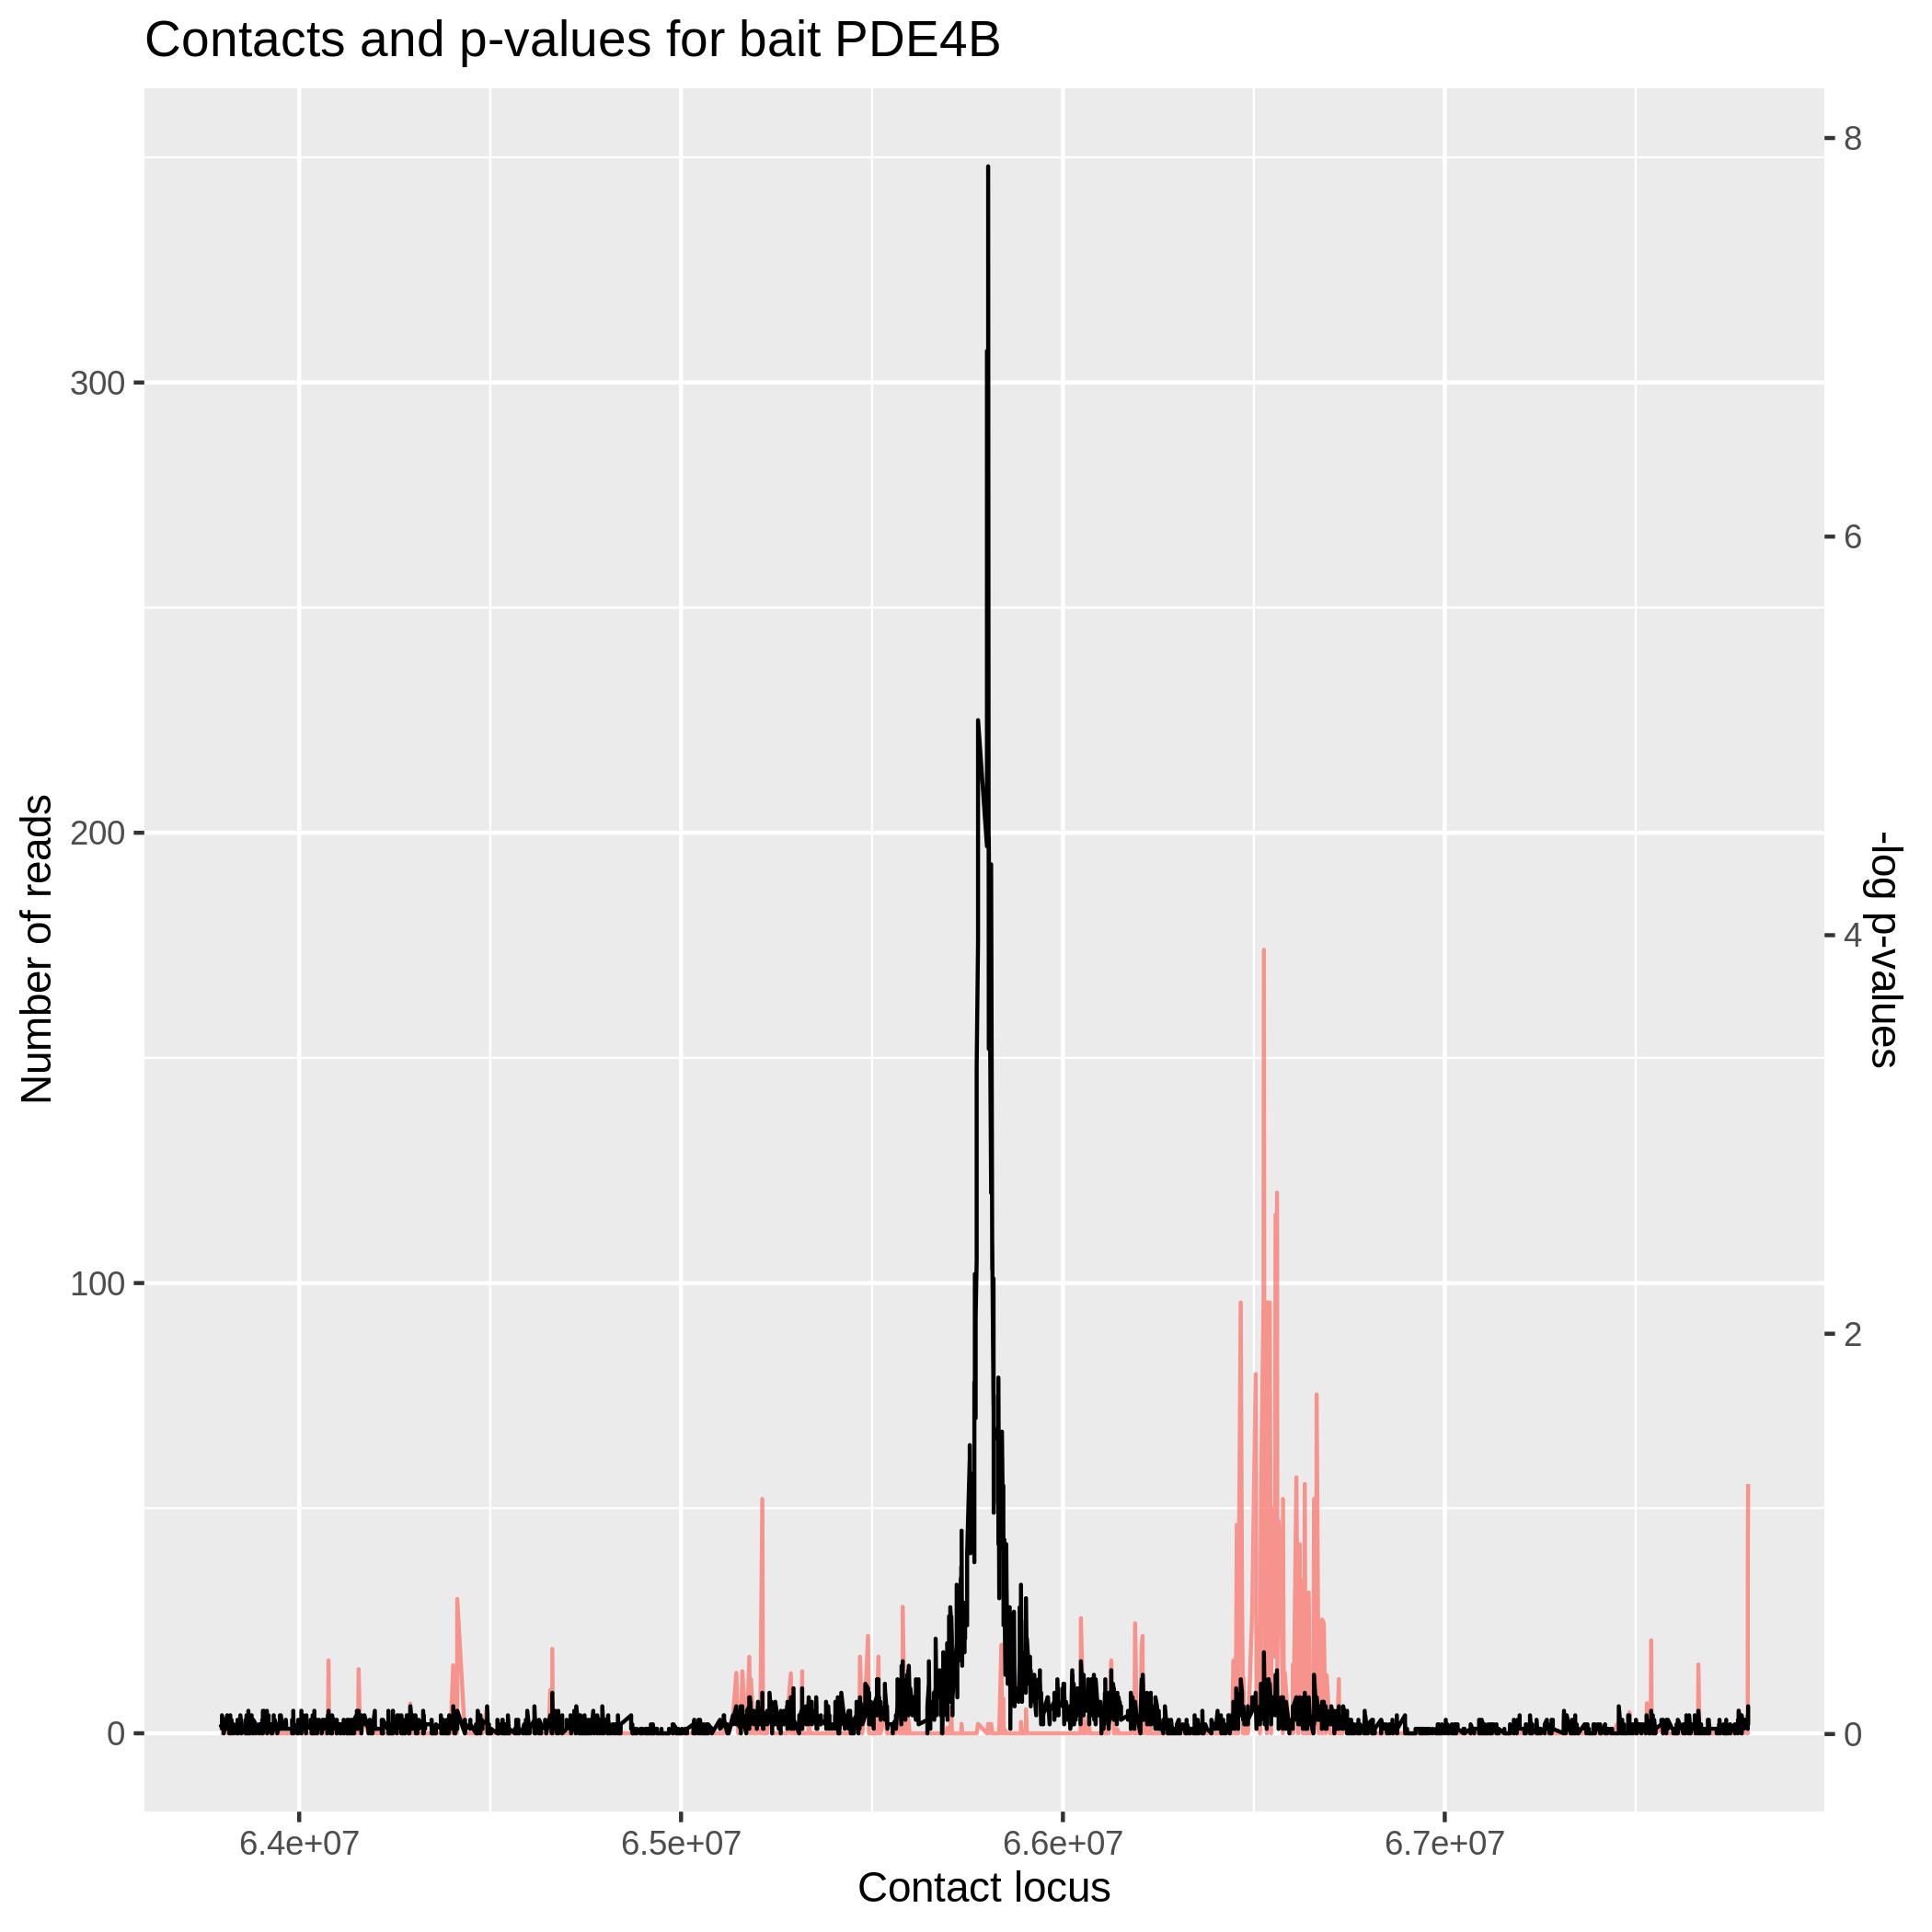 Contacts and p-values for bait PDE4B
300
200
100
0
Number of reads
8
6
4
2
0
-log p-values
6.4e+07
6.5e+07
6.6e+07
6.7e+07
Contact locus